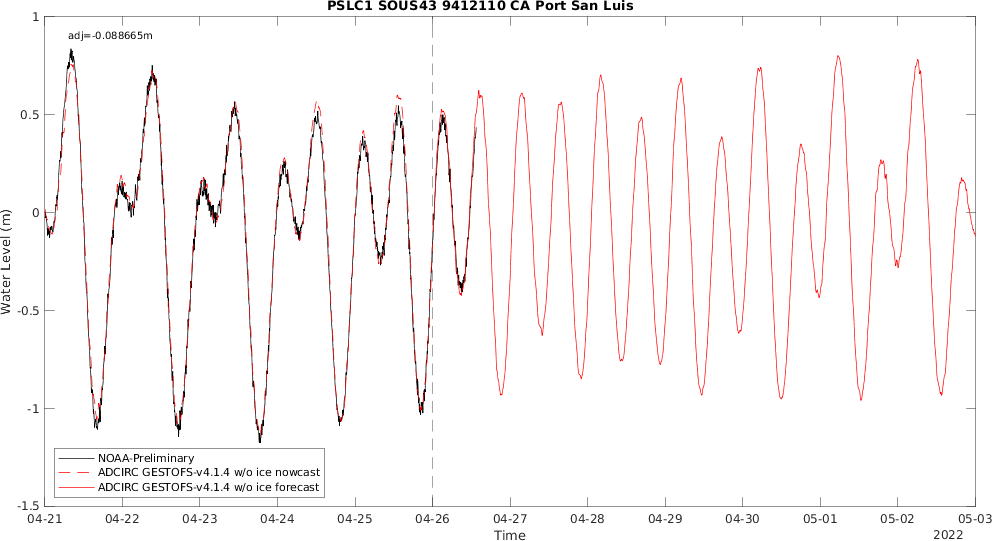 PSLC1 SOUS43 9412110 CA Port San Luis
adj=-0.088665m
1
0.5
0
-0.5
-1
-1.5
Water Level (m)
NOAA-Preliminary
ADCIRC GESTOFS-v4.1.4 w/o ice nowcast
ADCIRC GESTOFS-v4.1.4 w/o ice forecast
04-21 04-22 04-23 04-24 04-25 04-26 04-27 04-28 04-29 04-30 05-01 05-02 05-03
Time
2022